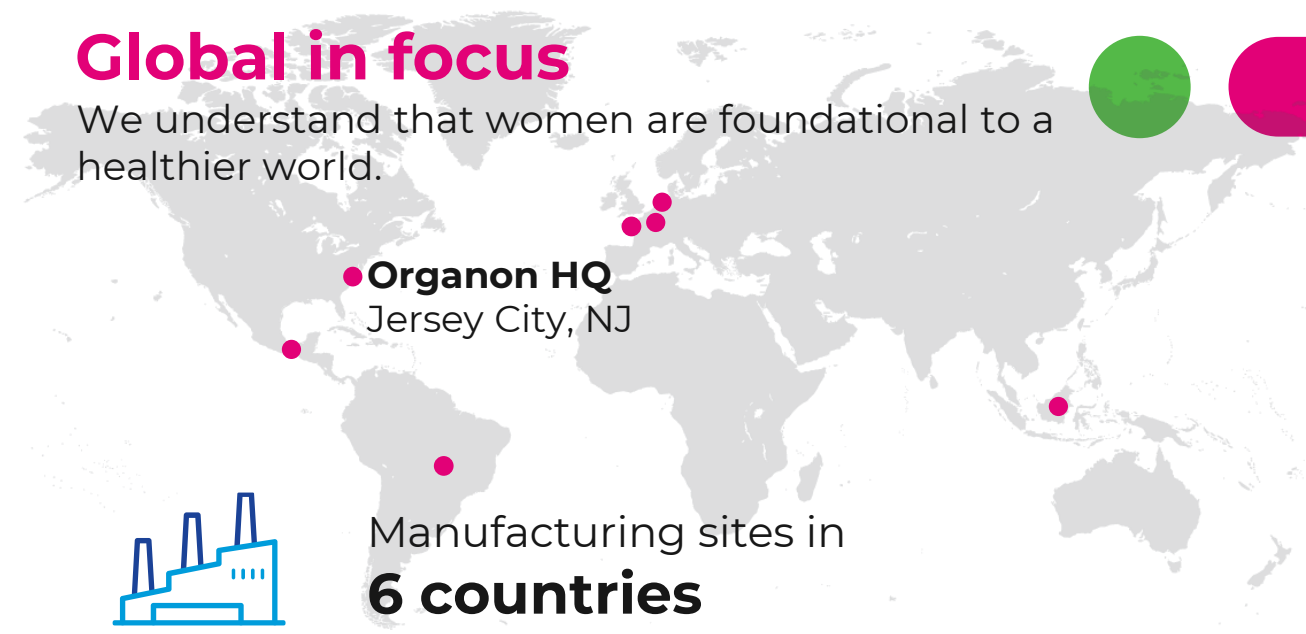 Global in focus
We understand that women are foundational to a
healthier world.
Organon HQ
Jersey City, NJ
Manufacturing sites in
6 countries